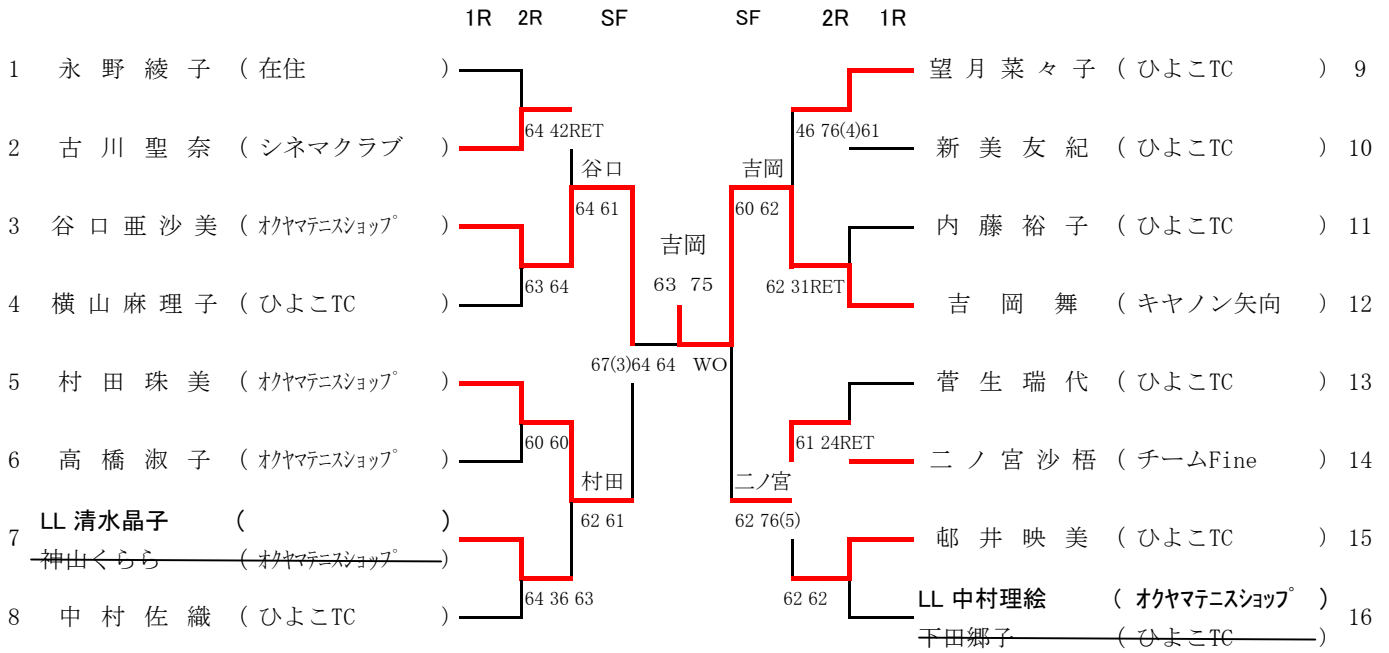 1R 2R SF SF 2R 1R
1 永野綾子 ( 在住 ) 望月菜々子 ( ひよこTC ) 9
64 42RET 46 76(4)61
2 古川聖奈 ( シネマクラブ ) 新美友紀 ( ひよこTC ) 10
谷口 吉岡
64 61 60 62
3 谷口亜沙美 ( オクヤマテニスショップ ) 内藤裕子 ( ひよこTC ) 11
吉岡
63 64 63 75 62 31RET
4 横山麻理子 ( ひよこTC ) 吉岡舞 ( キヤノン矢向 ) 12
67(3)64 64 WO
5 村田珠美 ( オクヤマテニスショップ ) 菅生瑞代 ( ひよこTC ) 13
60 60 61 24RET
6 高橋淑子 ( オクヤマテニスショップ ) 二ノ宮沙梧 ( チームFine ) 14
村田 二ノ宮
62 61 62 76(5)
LL 清水晶子 ( )
7 邸井映美 ( ひよこTC ) 15
神山くらら ( オクヤマテニスショップ )
64 36 63 62 62
LL 中村理絵 ( オクヤマテニスショップ )
8 中村佐織 ( ひよこTC ) 16
下田郷子 ( ひよこTC )